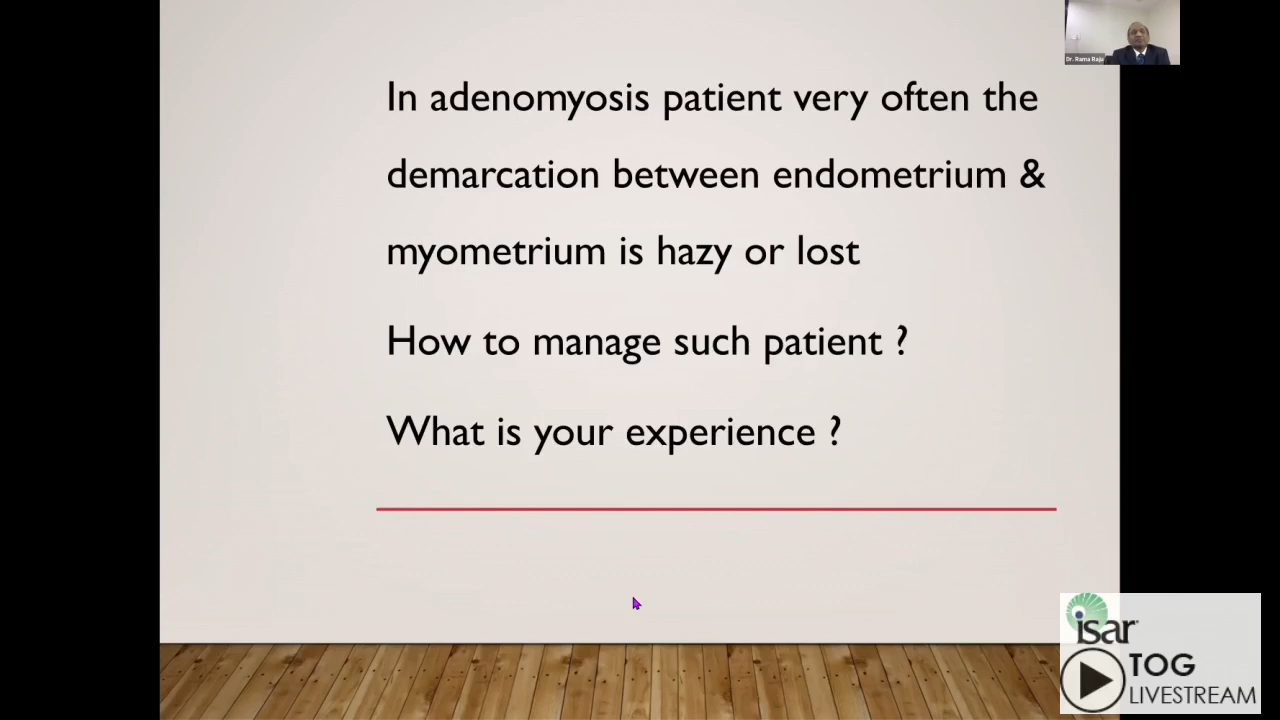 Dr. Rama Raju
In adenomyosis patient very often the
demarcation between endometrium &
myometrium is hazy or lost
How to manage such patient ?
What is your experience ?
isar
TOG
LIVESTREAM